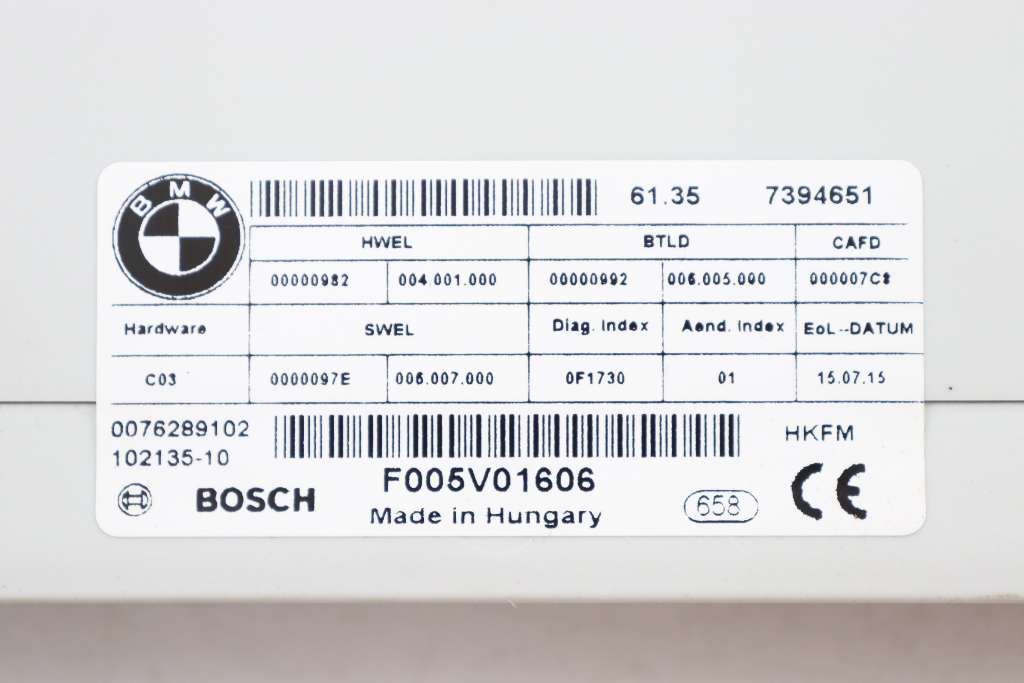 BMW
61.35 7394651
HWEL BTLD CAFD
00000982 004.001.000 00000992 006.005.000 000007C8
Hardware SWEL Diag. Index Aend. Index EoL--DATUM
C03 0000097E 006.007.000 0F1730 01 15.07.15
0076289102 HKFM
102135-10
BOSCH F005V01606 658 CE
Made in Hungary